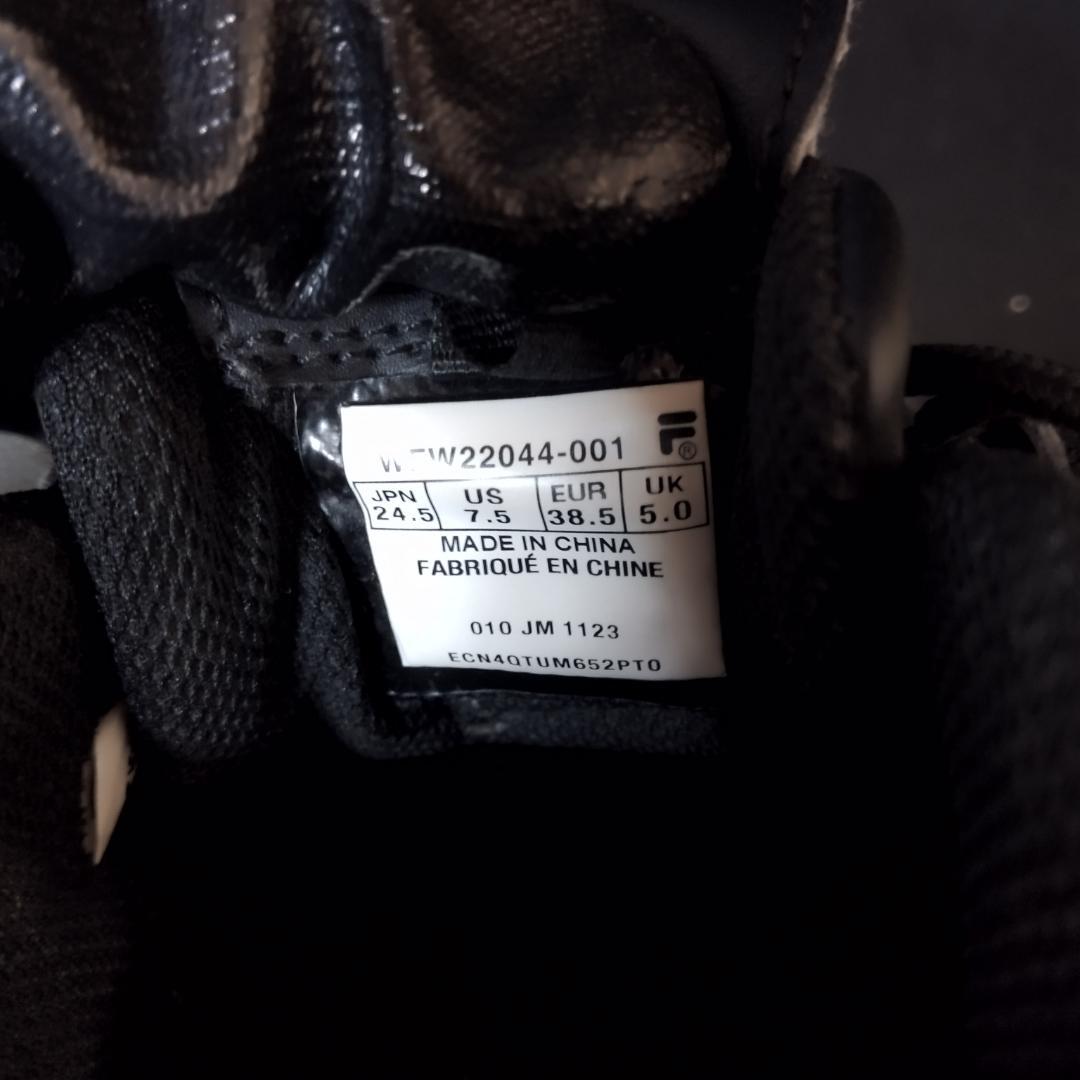 W22044-001 F®
JPN US EUR UK
24.5 7.5 38.5 5.0
MADE IN CHINA
FABRIQUÉ EN CHINE
010 JM 1123
ECN4QTUM652PT0